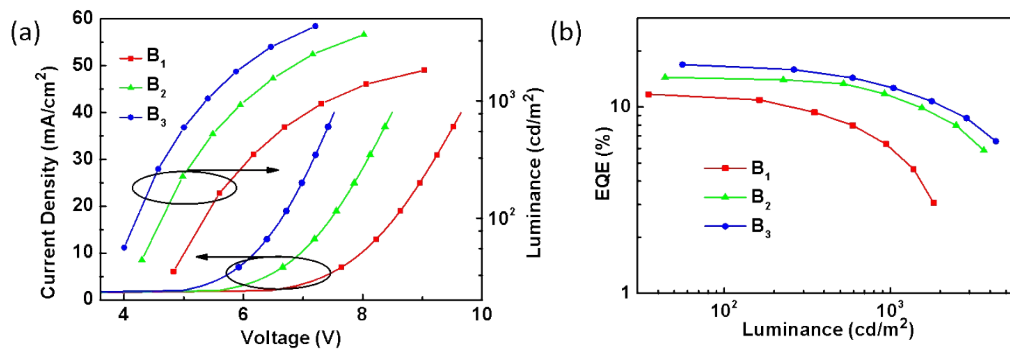 (a)
Current Density (mA/cm²)
60
50
40
30
20
10
0
B₁
B₂
B₃
4
6
8
10
Voltage (V)
10³
10²
Luminance (cd/m²)
(b)
EQE (%)
10
1
B₁
B₂
B₃
10²
10³
Luminance (cd/m²)